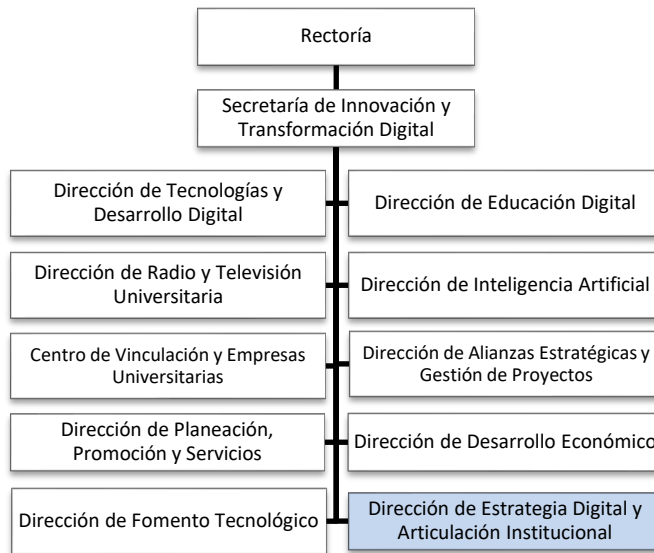 Rectoría
Secretaría de Innovación y
Transformación Digital
Dirección de Tecnologías y
Desarrollo Digital
Dirección de Educación Digital
Dirección de Radio y Televisión
Universitaria
Dirección de Inteligencia Artificial
Centro de Vinculación y Empresas
Universitarias
Dirección de Alianzas Estratégicas y
Gestión de Proyectos
Dirección de Planeación,
Promoción y Servicios
Dirección de Desarrollo Económico
Dirección de Fomento Tecnológico
Dirección de Estrategia Digital y
Articulación Institucional